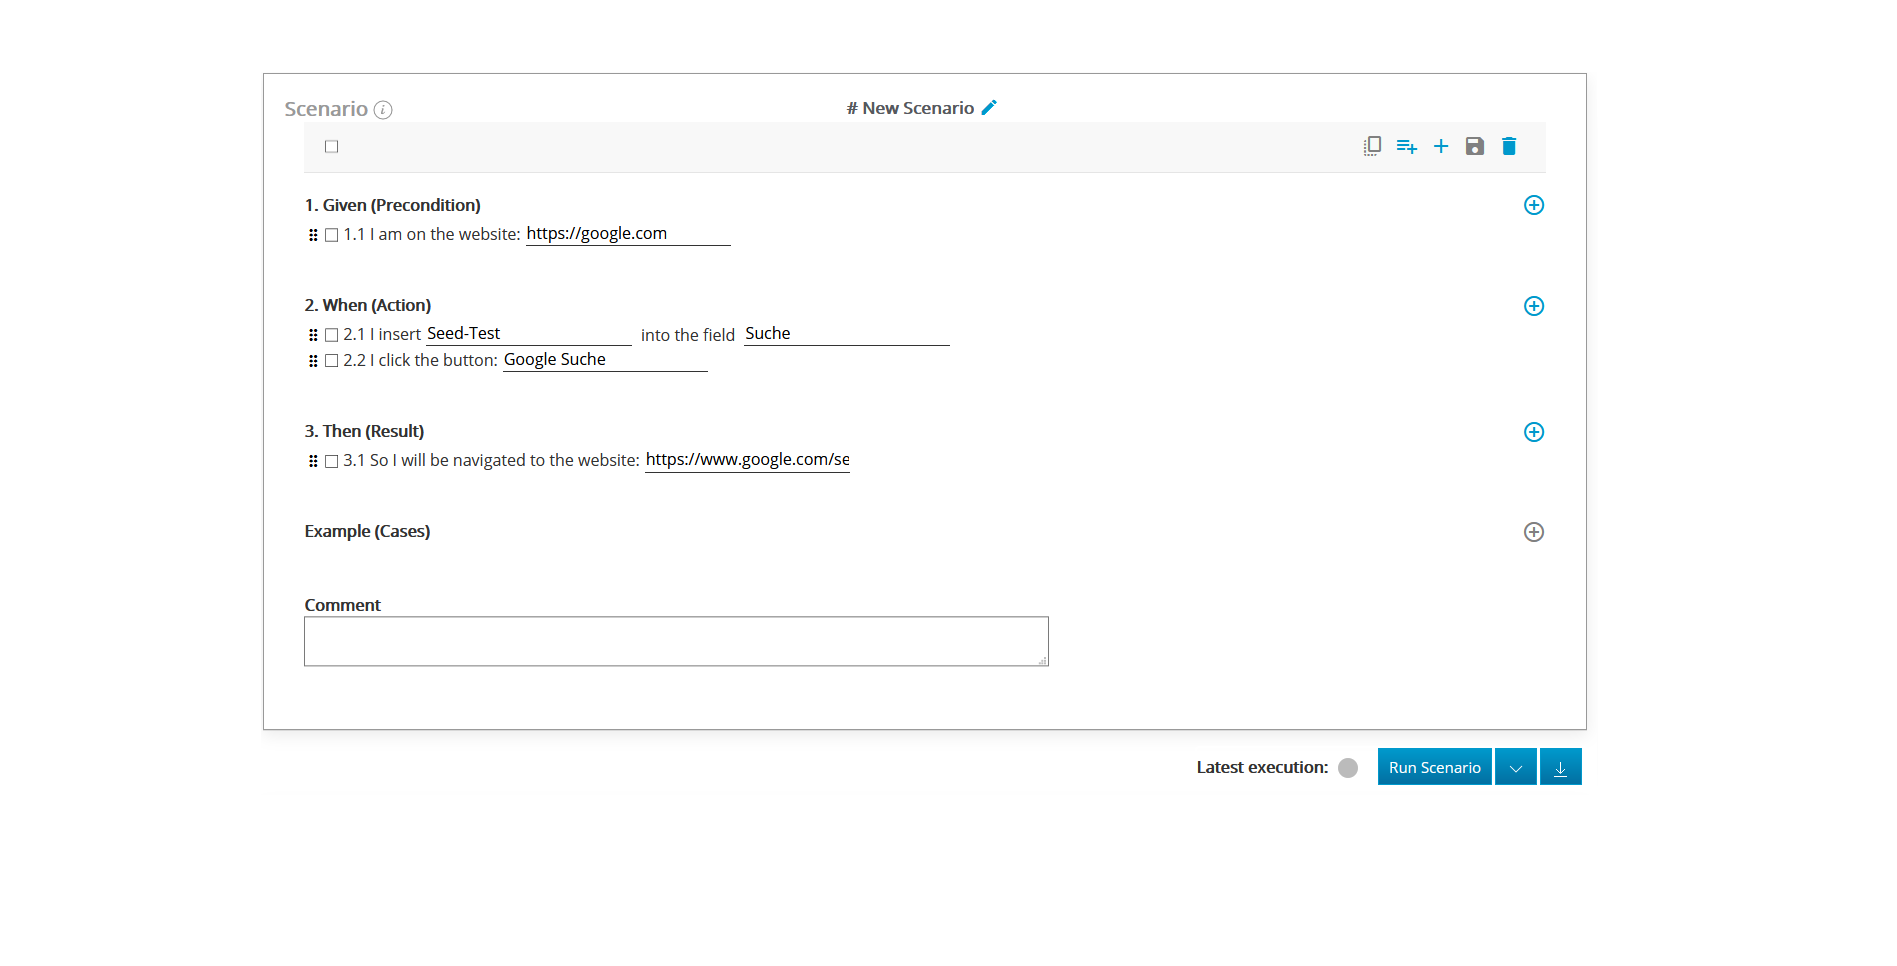 Scenario
# New Scenario
1. Given (Precondition)
1.1 I am on the website: https://google.com
2. When (Action)
2.1 I insert Seed-Test into the field Suche
2.2 I click the button: Google Suche
3. Then (Result)
3.1 So I will be navigated to the website: https://www.google.com/se
Example (Cases)
Comment
Latest execution: Run Scenario